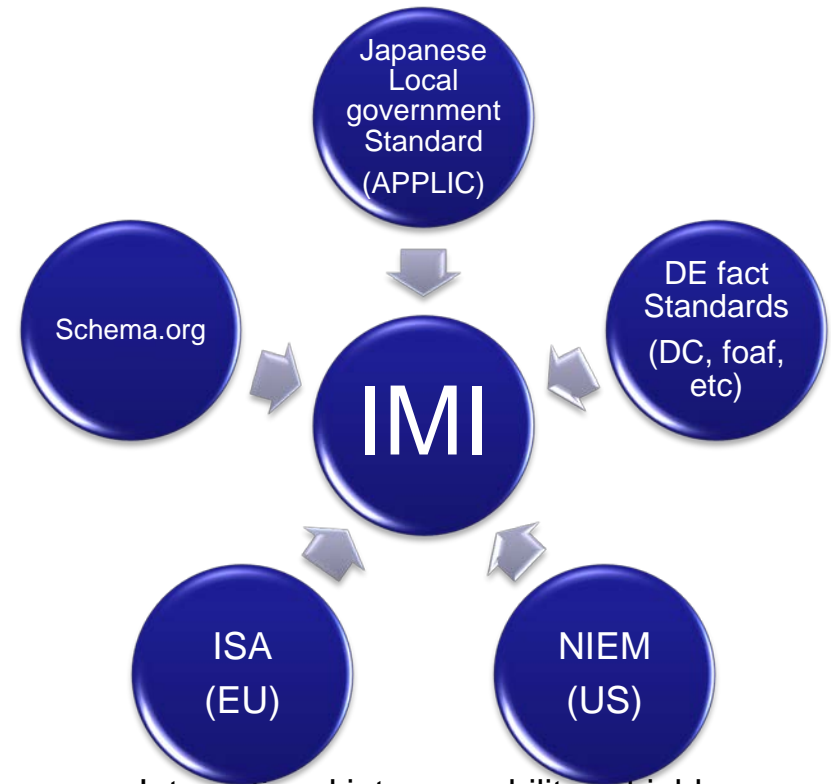 Japanese
Local
government
Standard
(APPLIC)
Schema.org
DE fact
Standards
(DC, foaf,
etc)
IMI
ISA
(EU)
NIEM
(US)